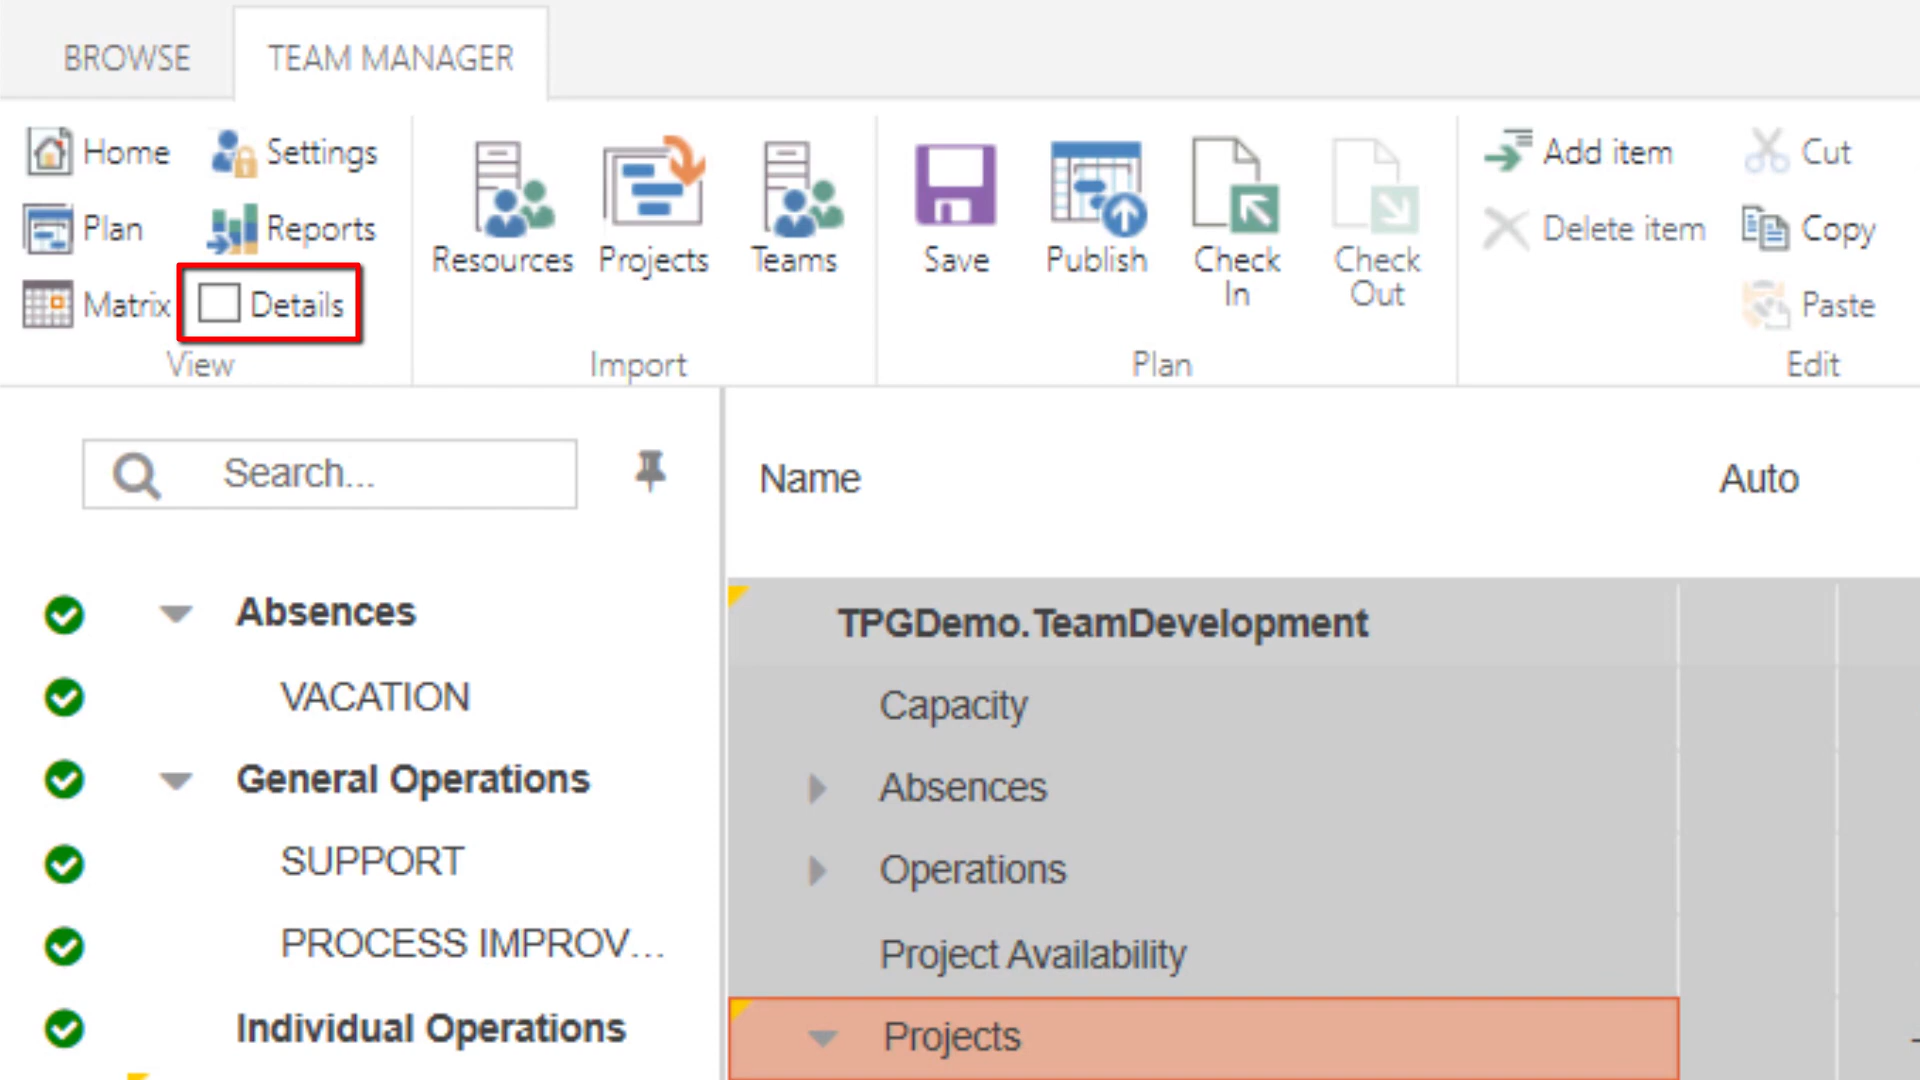 BROWSE
TEAM MANAGER
Home
Settings
Plan
Reports
Matrix
Details
View
Resources
Projects
Teams
Import
Save
Publish
Check
In
Check
Out
Plan
Add item
Delete item
Cut
Copy
Paste
Edit
Search...
Absences
VACATION
General Operations
SUPPORT
PROCESS IMPROV...
Individual Operations
Name
Auto
TPGDemo.TeamDevelopment
Capacity
Absences
Operations
Project Availability
Projects